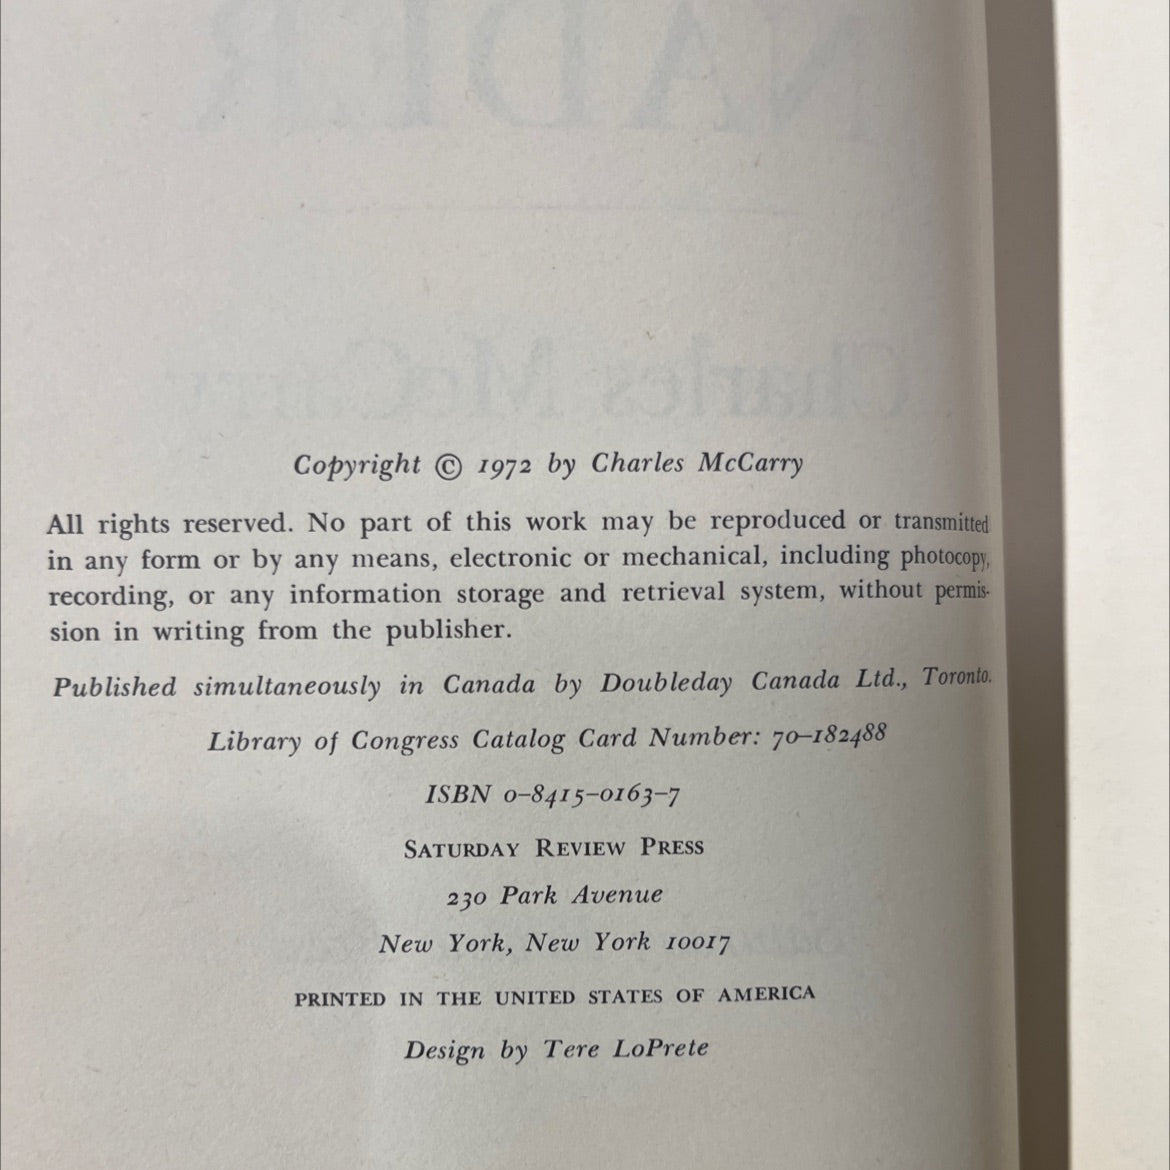 NADER
Charles McCarry
Copyright © 1972 by Charles McCarry
All rights reserved. No part of this work may be reproduced or transmitted
in any form or by any means, electronic or mechanical, including photocopy,
recording, or any information storage and retrieval system, without permis-
sion in writing from the publisher.
Published simultaneously in Canada by Doubleday Canada Ltd., Toronto.
Library of Congress Catalog Card Number: 70–182488
ISBN 0–8415–0163–7
SATURDAY REVIEW PRESS
230 Park Avenue
New York, New York 10017
PRINTED IN THE UNITED STATES OF AMERICA
Design by Tere LoPrete